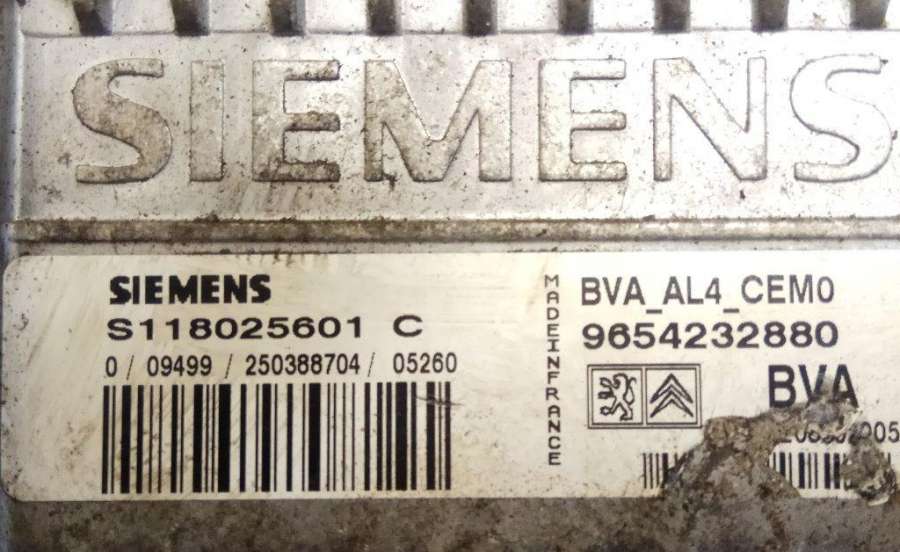 SIEMENS
SIEMENS
S118025601 C
0 / 09499 / 250388704 / 05260
MADEINFRANCE
BVA_AL4_CEM0
9654232880
BVA